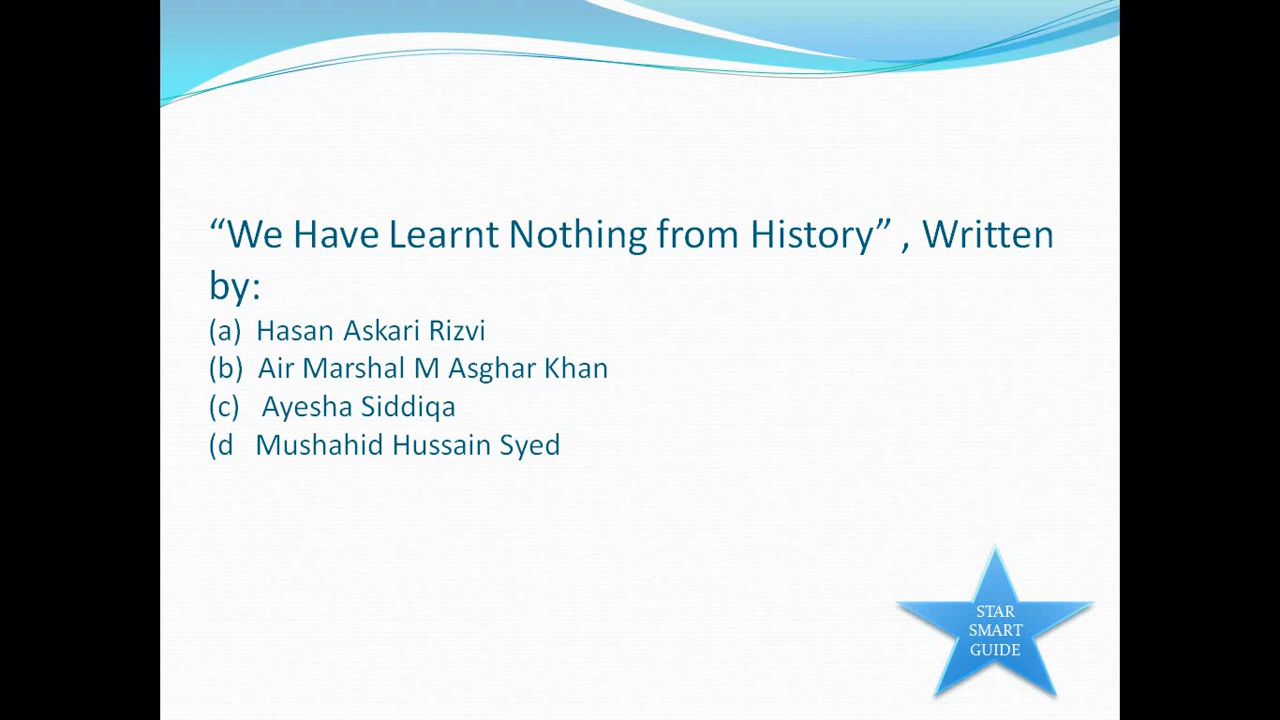 “We Have Learnt Nothing from History” , Written
by:
(a) Hasan Askari Rizvi
(b) Air Marshal M Asghar Khan
(c) Ayesha Siddiqa
(d Mushahid Hussain Syed
STAR
SMART
GUIDE